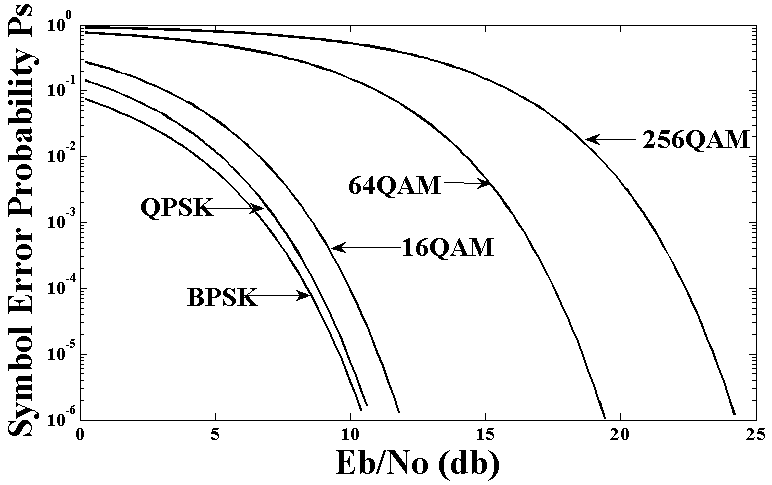 Symbol Error Probability Ps
10^0
10^-1
10^-2
10^-3
10^-4
10^-5
10^-6
256QAM
64QAM
QPSK
16QAM
BPSK
0 5 10 15 20 25
Eb/No (db)